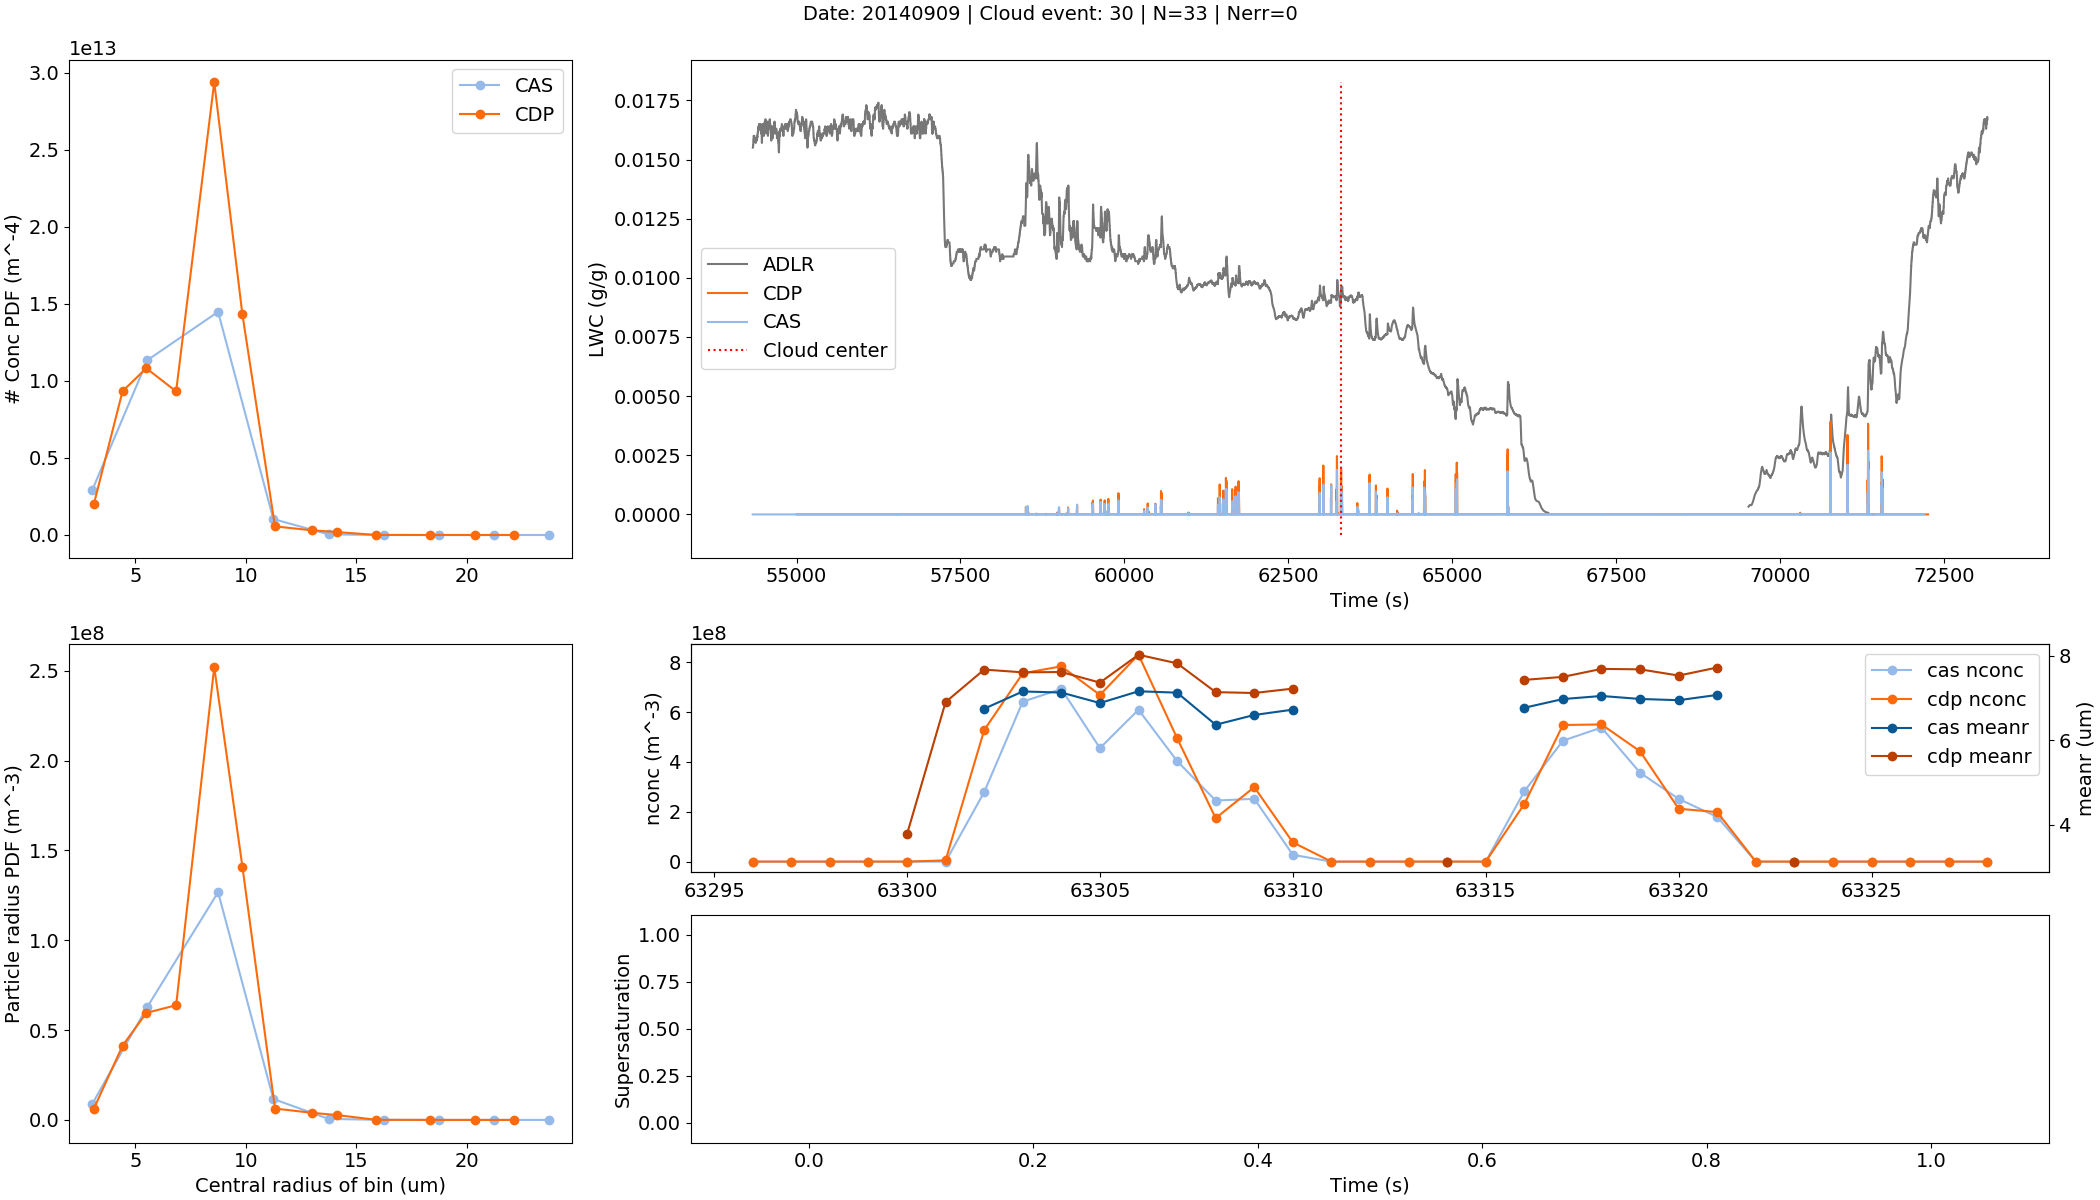 Date: 20140909 | Cloud event: 30 | N=33 | Nerr=0
1e13
# Conc PDF (m^-4)
3.0
2.5
2.0
1.5
1.0
0.5
0.0
5 10 15 20
CAS
CDP
LWC (g/g)
0.0175
0.0150
0.0125
0.0100
0.0075
0.0050
0.0025
0.0000
ADLR
CDP
CAS
Cloud center
55000 57500 60000 62500 65000 67500 70000 72500
Time (s)
1e8
Particle radius PDF (m^-3)
2.5
2.0
1.5
1.0
0.5
0.0
5 10 15 20
Central radius of bin (um)
1e8
nconc (m^-3)
8
6
4
2
0
63295 63300 63305 63310 63315 63320 63325
cas nconc
cdp nconc
cas meanr
cdp meanr
8
6
4
meanr (um)
Supersaturation
1.00
0.75
0.50
0.25
0.00
0.0 0.2 0.4 0.6 0.8 1.0
Time (s)